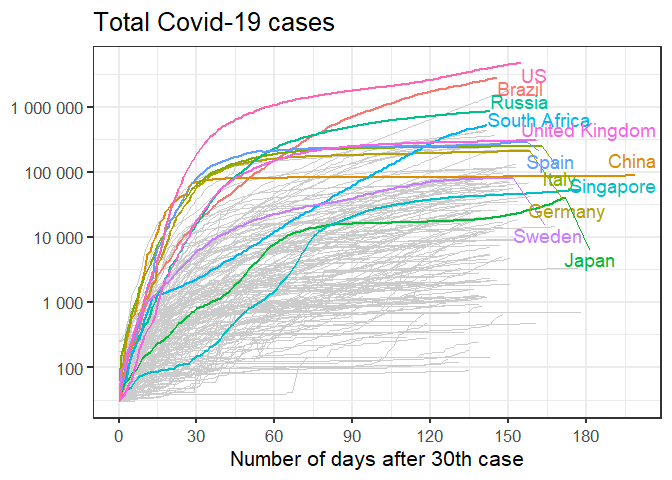 Total Covid-19 cases
1 000 000
100 000
10 000
1 000
100
US
Brazil
Russia
South Africa
United Kingdom
Spain
China
Italy
Singapore
Germany
Sweden
Japan
0 30 60 90 120 150 180
Number of days after 30th case